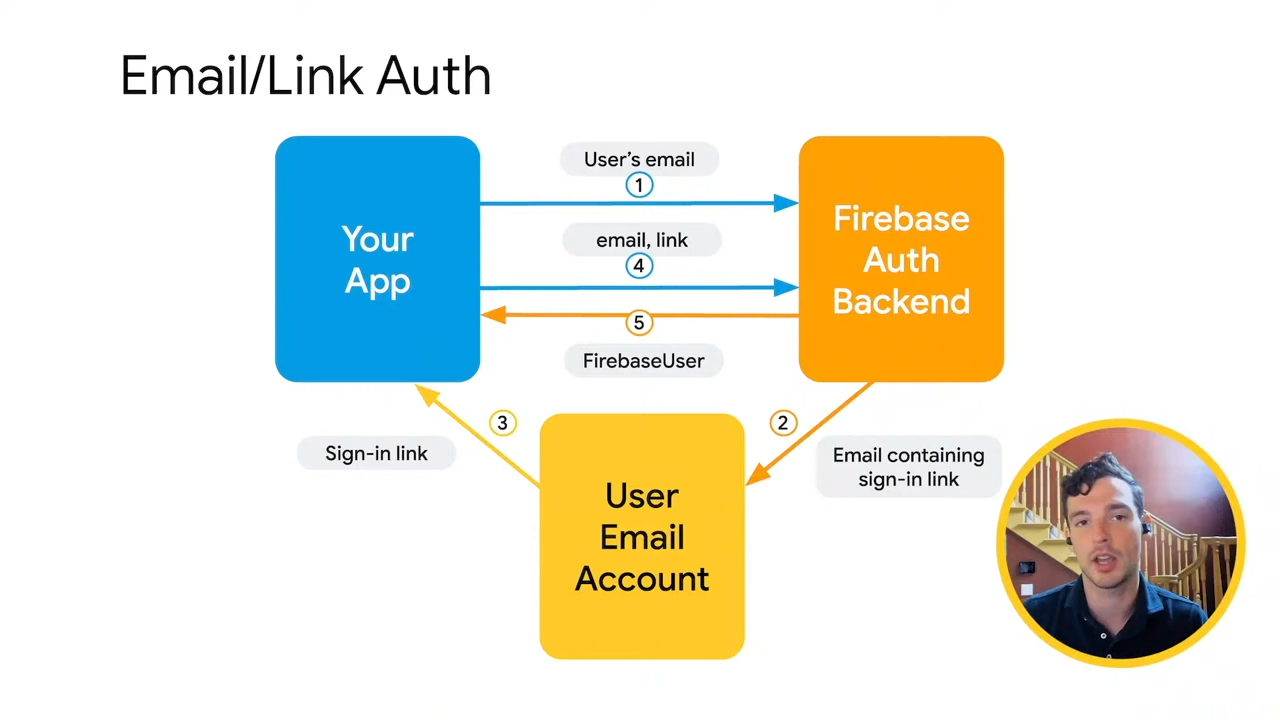 Email/Link Auth
User's email
1
Your
App
email, link
4
Firebase
Auth
Backend
5
FirebaseUser
3
2
Sign-in link
Email containing
sign-in link
User
Email
Account